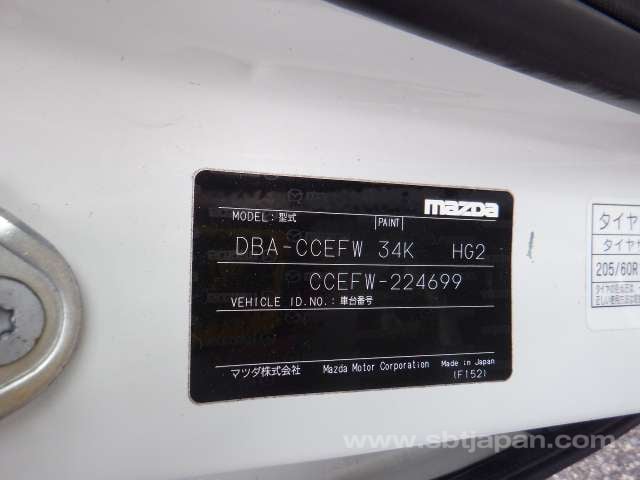 mazda
MODEL:型式 PAINT
DBA-CCEFW 34K HG2
CCEFW-224699
VEHICLE ID.NO.:車台番号
マツダ株式会社 Mazda Motor Corporation Made in Japan
(F152)
タイヤ
タイヤ
205/60R
www.sbtjapan.com